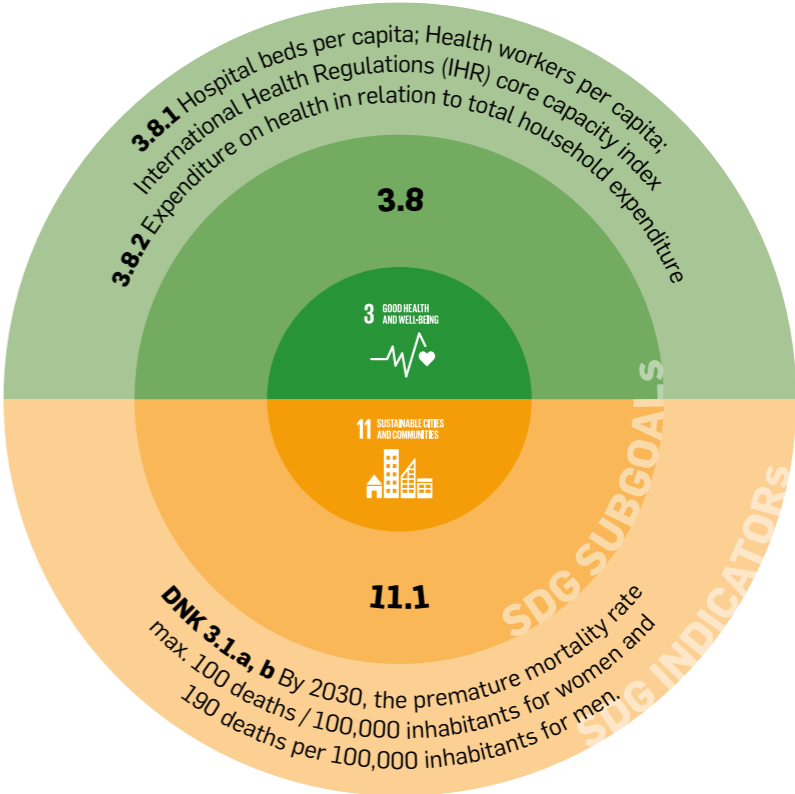 3.8.1 Hospital beds per capita; Health workers per capita;
International Health Regulations (IHR) core capacity index
3.8.2 Expenditure on health in relation to total household expenditure
3.8
3 GOOD HEALTH
AND WELL-BEING
11 SUSTAINABLE CITIES
AND COMMUNITIES
11.1
SDG SUBGOALS
SDG INDICATORS
DNK 3.1.a, b By 2030, the premature mortality rate
max. 100 deaths / 100,000 inhabitants for women and
190 deaths per 100,000 inhabitants for men.